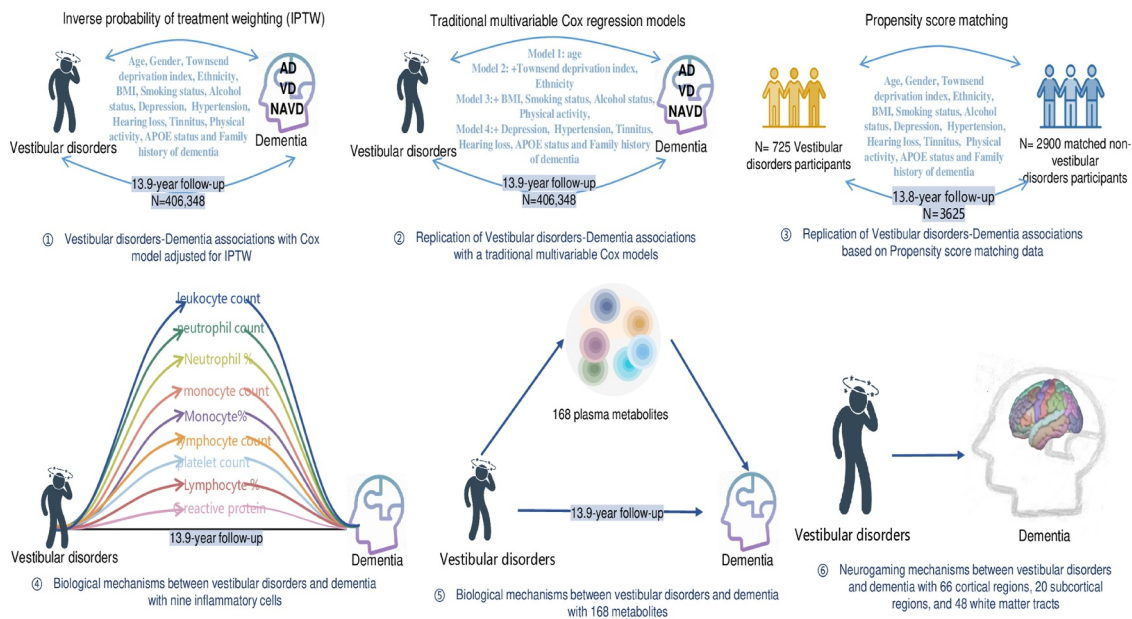 Inverse probability of treatment weighting (IPTW)
Age, Gender, Townsend
deprivation index, Ethnicity,
BMI, Smoking status, Alcohol
status, Depression, Hypertension,
Hearing loss, Tinnitus, Physical
activity, APOE status and Family
history of dementia
AD
VD
NAVD
Vestibular disorders
Dementia
13.9-year follow-up
N=406,348
① Vestibular disorders-Dementia associations with Cox
model adjusted for IPTW
Traditional multivariable Cox regression models
Model 1: age
Model 2: +Townsend deprivation index,
Ethnicity
Model 3:+ BMI, Smoking status, Alcohol status,
Physical activity,
Model 4:+ Depression, Hypertension, Tinnitus,
Hearing loss, APOE status and Family history
of dementia
AD
VD
NAVD
Vestibular disorders
Dementia
13.9-year follow-up
N=406,348
② Replication of Vestibular disorders-Dementia associations
with a traditional multivariable Cox models
Propensity score matching
Age, Gender, Townsend
deprivation index, Ethnicity,
BMI, Smoking status, Alcohol
status, Depression, Hypertension,
Hearing loss, Tinnitus, Physical
activity, APOE status and Family
history of dementia
N= 725 Vestibular
disorders participants
N= 2900 matched non-
vestibular
disorders participants
13.8-year follow-up
N=3625
③ Replication of Vestibular disorders-Dementia associations
based on Propensity score matching data
leukocyte count
neutrophil count
Neutrophil %
monocyte count
Monocyte%
lymphocyte count
platelet count
Lymphocyte %
C-reactive protein
13.9-year follow-up
Vestibular disorders
Dementia
④ Biological mechanisms between vestibular disorders and dementia
with nine inflammatory cells
168 plasma metabolites
13.9-year follow-up
Vestibular disorders
Dementia
⑤ Biological mechanisms between vestibular disorders and dementia
with 168 metabolites
Vestibular disorders
Dementia
⑥ Neurogaming mechanisms between vestibular disorders
and dementia with 66 cortical regions, 20 subcortical
regions, and 48 white matter tracts